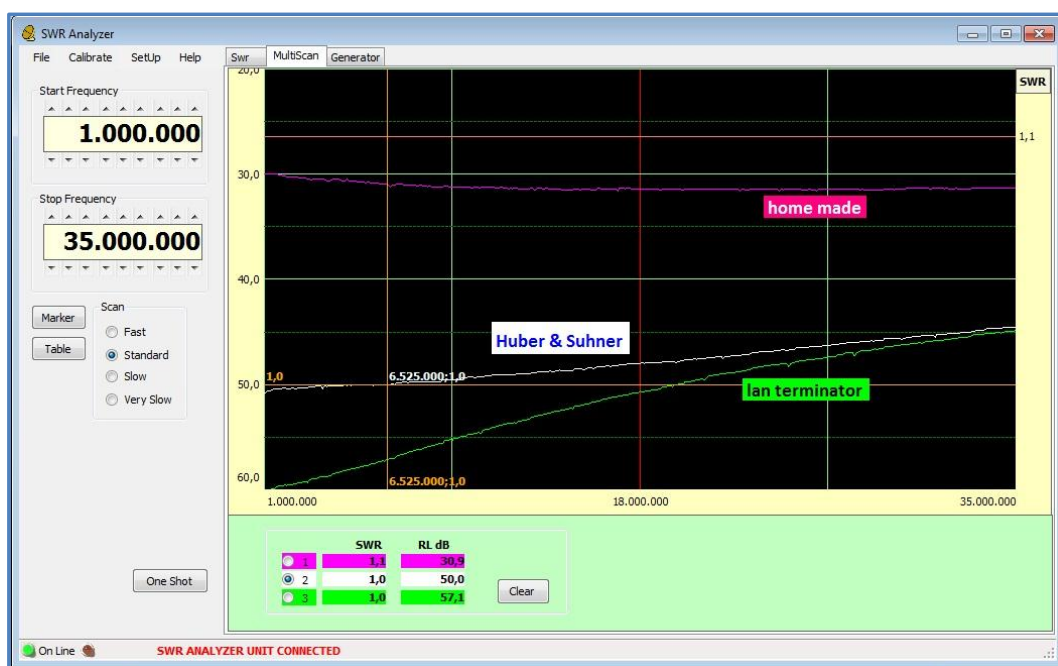 SWR Analyzer
File Calibrate SetUp Help
Swr MultiScan Generator
Start Frequency
1.000.000
Stop Frequency
35.000.000
Marker
Table
Scan
Fast
Standard
Slow
Very Slow
One Shot
20,0
30,0
40,0
50,0
60,0
SWR
1,1
home made
Huber & Suhner
lan terminator
1,0
6.525.000;1,0
6.525.000;1,0
1.000.000 18.000.000 35.000.000
SWR RL dB
1 1,1 30,9
2 1,0 50,0
3 1,0 57,1
Clear
On Line SWR ANALYZER UNIT CONNECTED